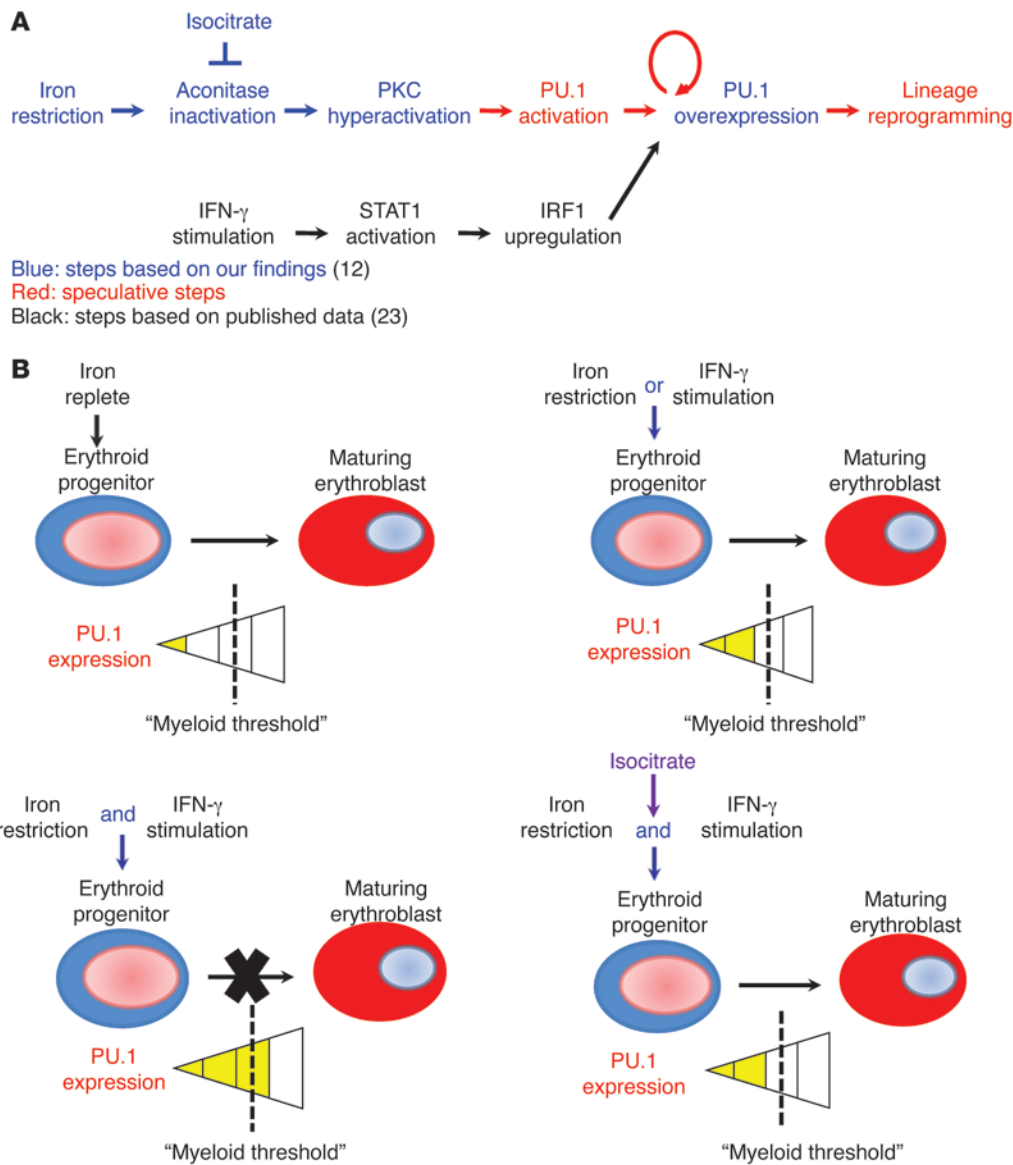 A
Isocitrate
Iron restriction
Aconitase inactivation
PKC hyperactivation
PU.1 activation
PU.1 overexpression
Lineage reprogramming
IFN-γ stimulation
STAT1 activation
IRF1 upregulation
Blue: steps based on our findings (12)
Red: speculative steps
Black: steps based on published data (23)
B
Iron replete
Erythroid progenitor
Maturing erythroblast
PU.1 expression
“Myeloid threshold”
Iron restriction
or
IFN-γ stimulation
Erythroid progenitor
Maturing erythroblast
PU.1 expression
“Myeloid threshold”
Iron restriction
and
IFN-γ stimulation
Erythroid progenitor
Maturing erythroblast
PU.1 expression
“Myeloid threshold”
Isocitrate
Iron restriction
and
IFN-γ stimulation
Erythroid progenitor
Maturing erythroblast
PU.1 expression
“Myeloid threshold”